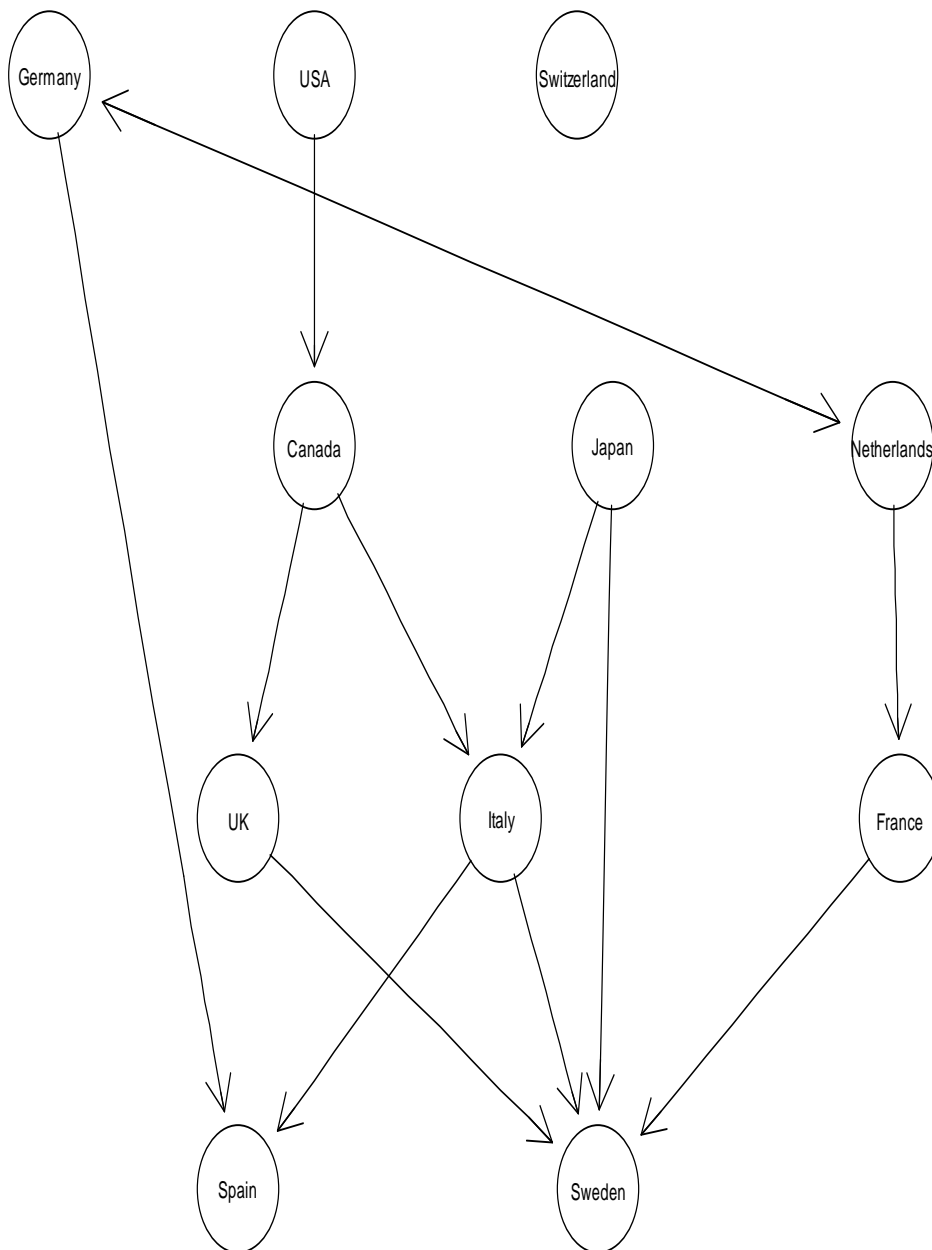 Germany
USA
Switzerland
Canada
Japan
Netherlands
UK
Italy
France
Spain
Sweden